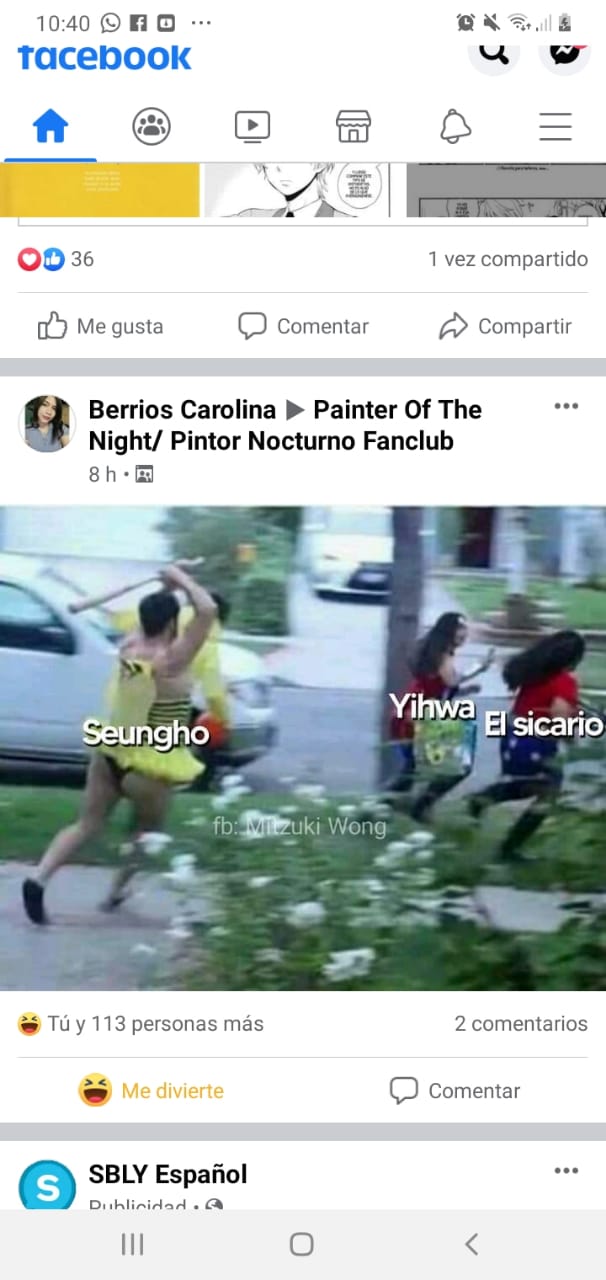 10:40
facebook
36
1 vez compartido
Me gusta
Comentar
Compartir
Berrios Carolina ▶ Painter Of The
Night/ Pintor Nocturno Fanclub
8 h
Seungho
Yihwa
El sicario
fb: Mitzuki Wong
Tú y 113 personas más
2 comentarios
Me divierte
Comentar
S
SBLY Español
Publicidad